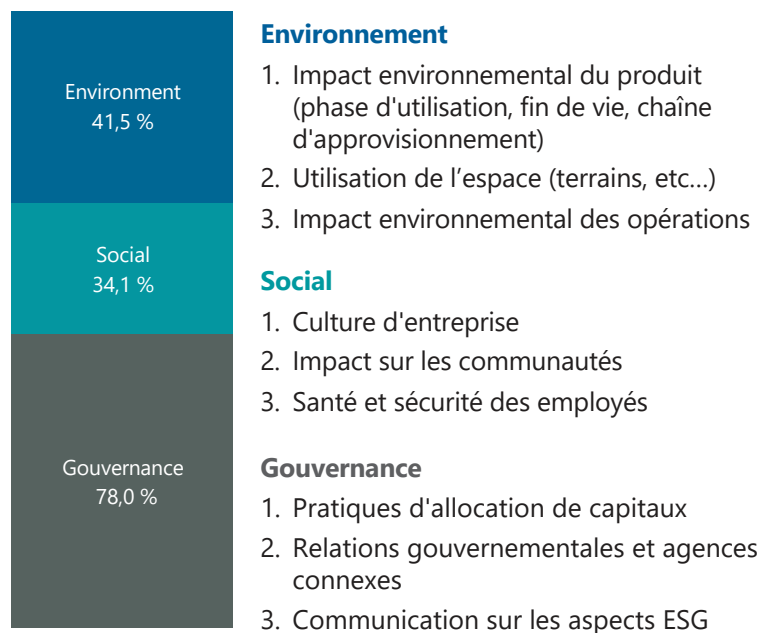 Environment
41,5 %
Social
34,1 %
Gouvernance
78,0 %
Environnement
1. Impact environnemental du produit
(phase d'utilisation, fin de vie, chaîne
d'approvisionnement)
2. Utilisation de l’espace (terrains, etc…)
3. Impact environnemental des opérations
Social
1. Culture d'entreprise
2. Impact sur les communautés
3. Santé et sécurité des employés
Gouvernance
1. Pratiques d'allocation de capitaux
2. Relations gouvernementales et agences
connexes
3. Communication sur les aspects ESG